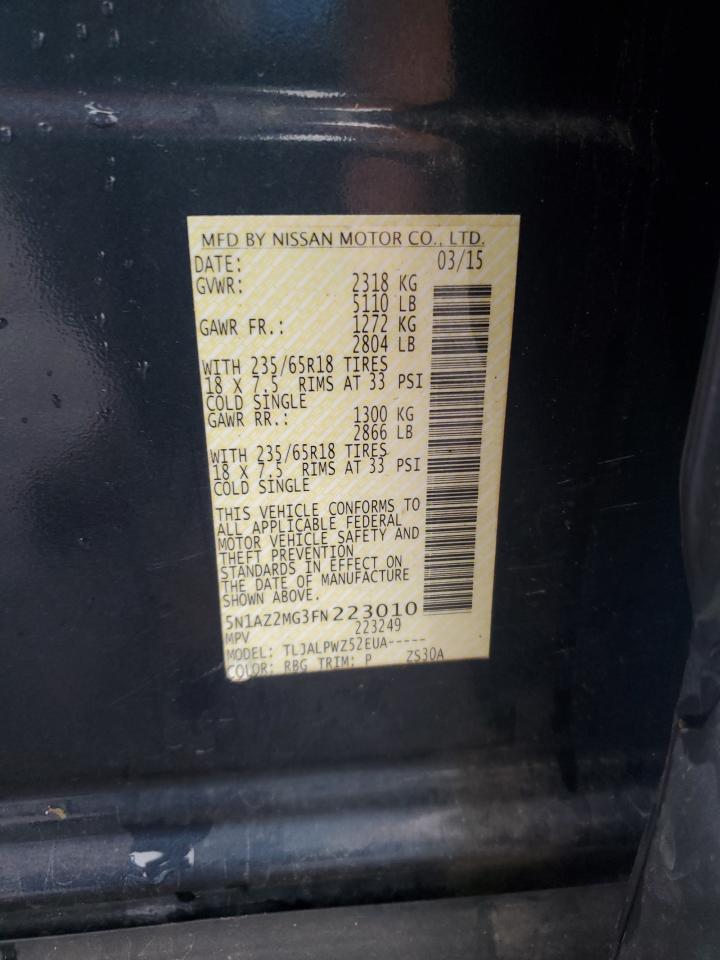 MFD BY NISSAN MOTOR CO., LTD.
DATE: 03/15
GVWR: 2318 KG
5110 LB
GAWR FR.: 1272 KG
2804 LB
WITH 235/65R18 TIRES
18 X 7.5 RIMS AT 33 PSI
COLD SINGLE
GAWR RR.: 1300 KG
2866 LB
WITH 235/65R18 TIRES
18 X 7.5 RIMS AT 33 PSI
COLD SINGLE
THIS VEHICLE CONFORMS TO
ALL APPLICABLE FEDERAL
MOTOR VEHICLE SAFETY AND
THEFT PREVENTION
STANDARDS IN EFFECT ON
THE DATE OF MANUFACTURE
SHOWN ABOVE.
5N1AZ2MG3FN223010
MPV 223249
MODEL: TLJALPWZ52EUA-----
COLOR: RBG TRIM: P ZS30A